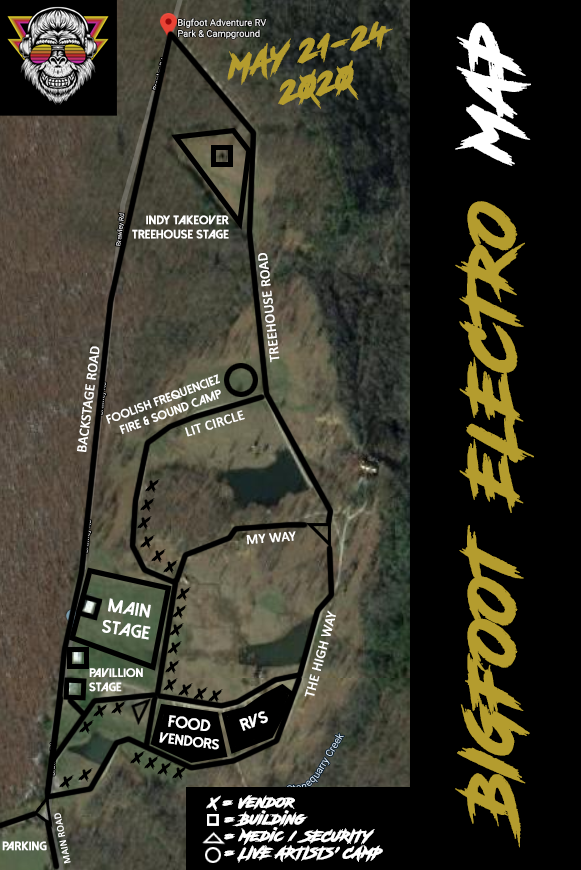 Bigfoot Adventure RV
Park & Campground
MAY 21-24
2020
BIGFOOT ELECTRO MAP
Brawley Rd
INDY TAKEOVER
TREEHOUSE STAGE
TREEHOUSE ROAD
BACKSTAGE ROAD
FOOLISH FREQUENCIEZ
FIRE & SOUND CAMP
LIT CIRCLE
MY WAY
MAIN
STAGE
THE HIGH WAY
PAVILLION
STAGE
FOOD
VENDORS
RVS
quarry Creek
X = VENDOR
= BUILDING
= MEDIC / SECURITY
= LIVE ARTISTS' CAMP
MAIN ROAD
PARKING